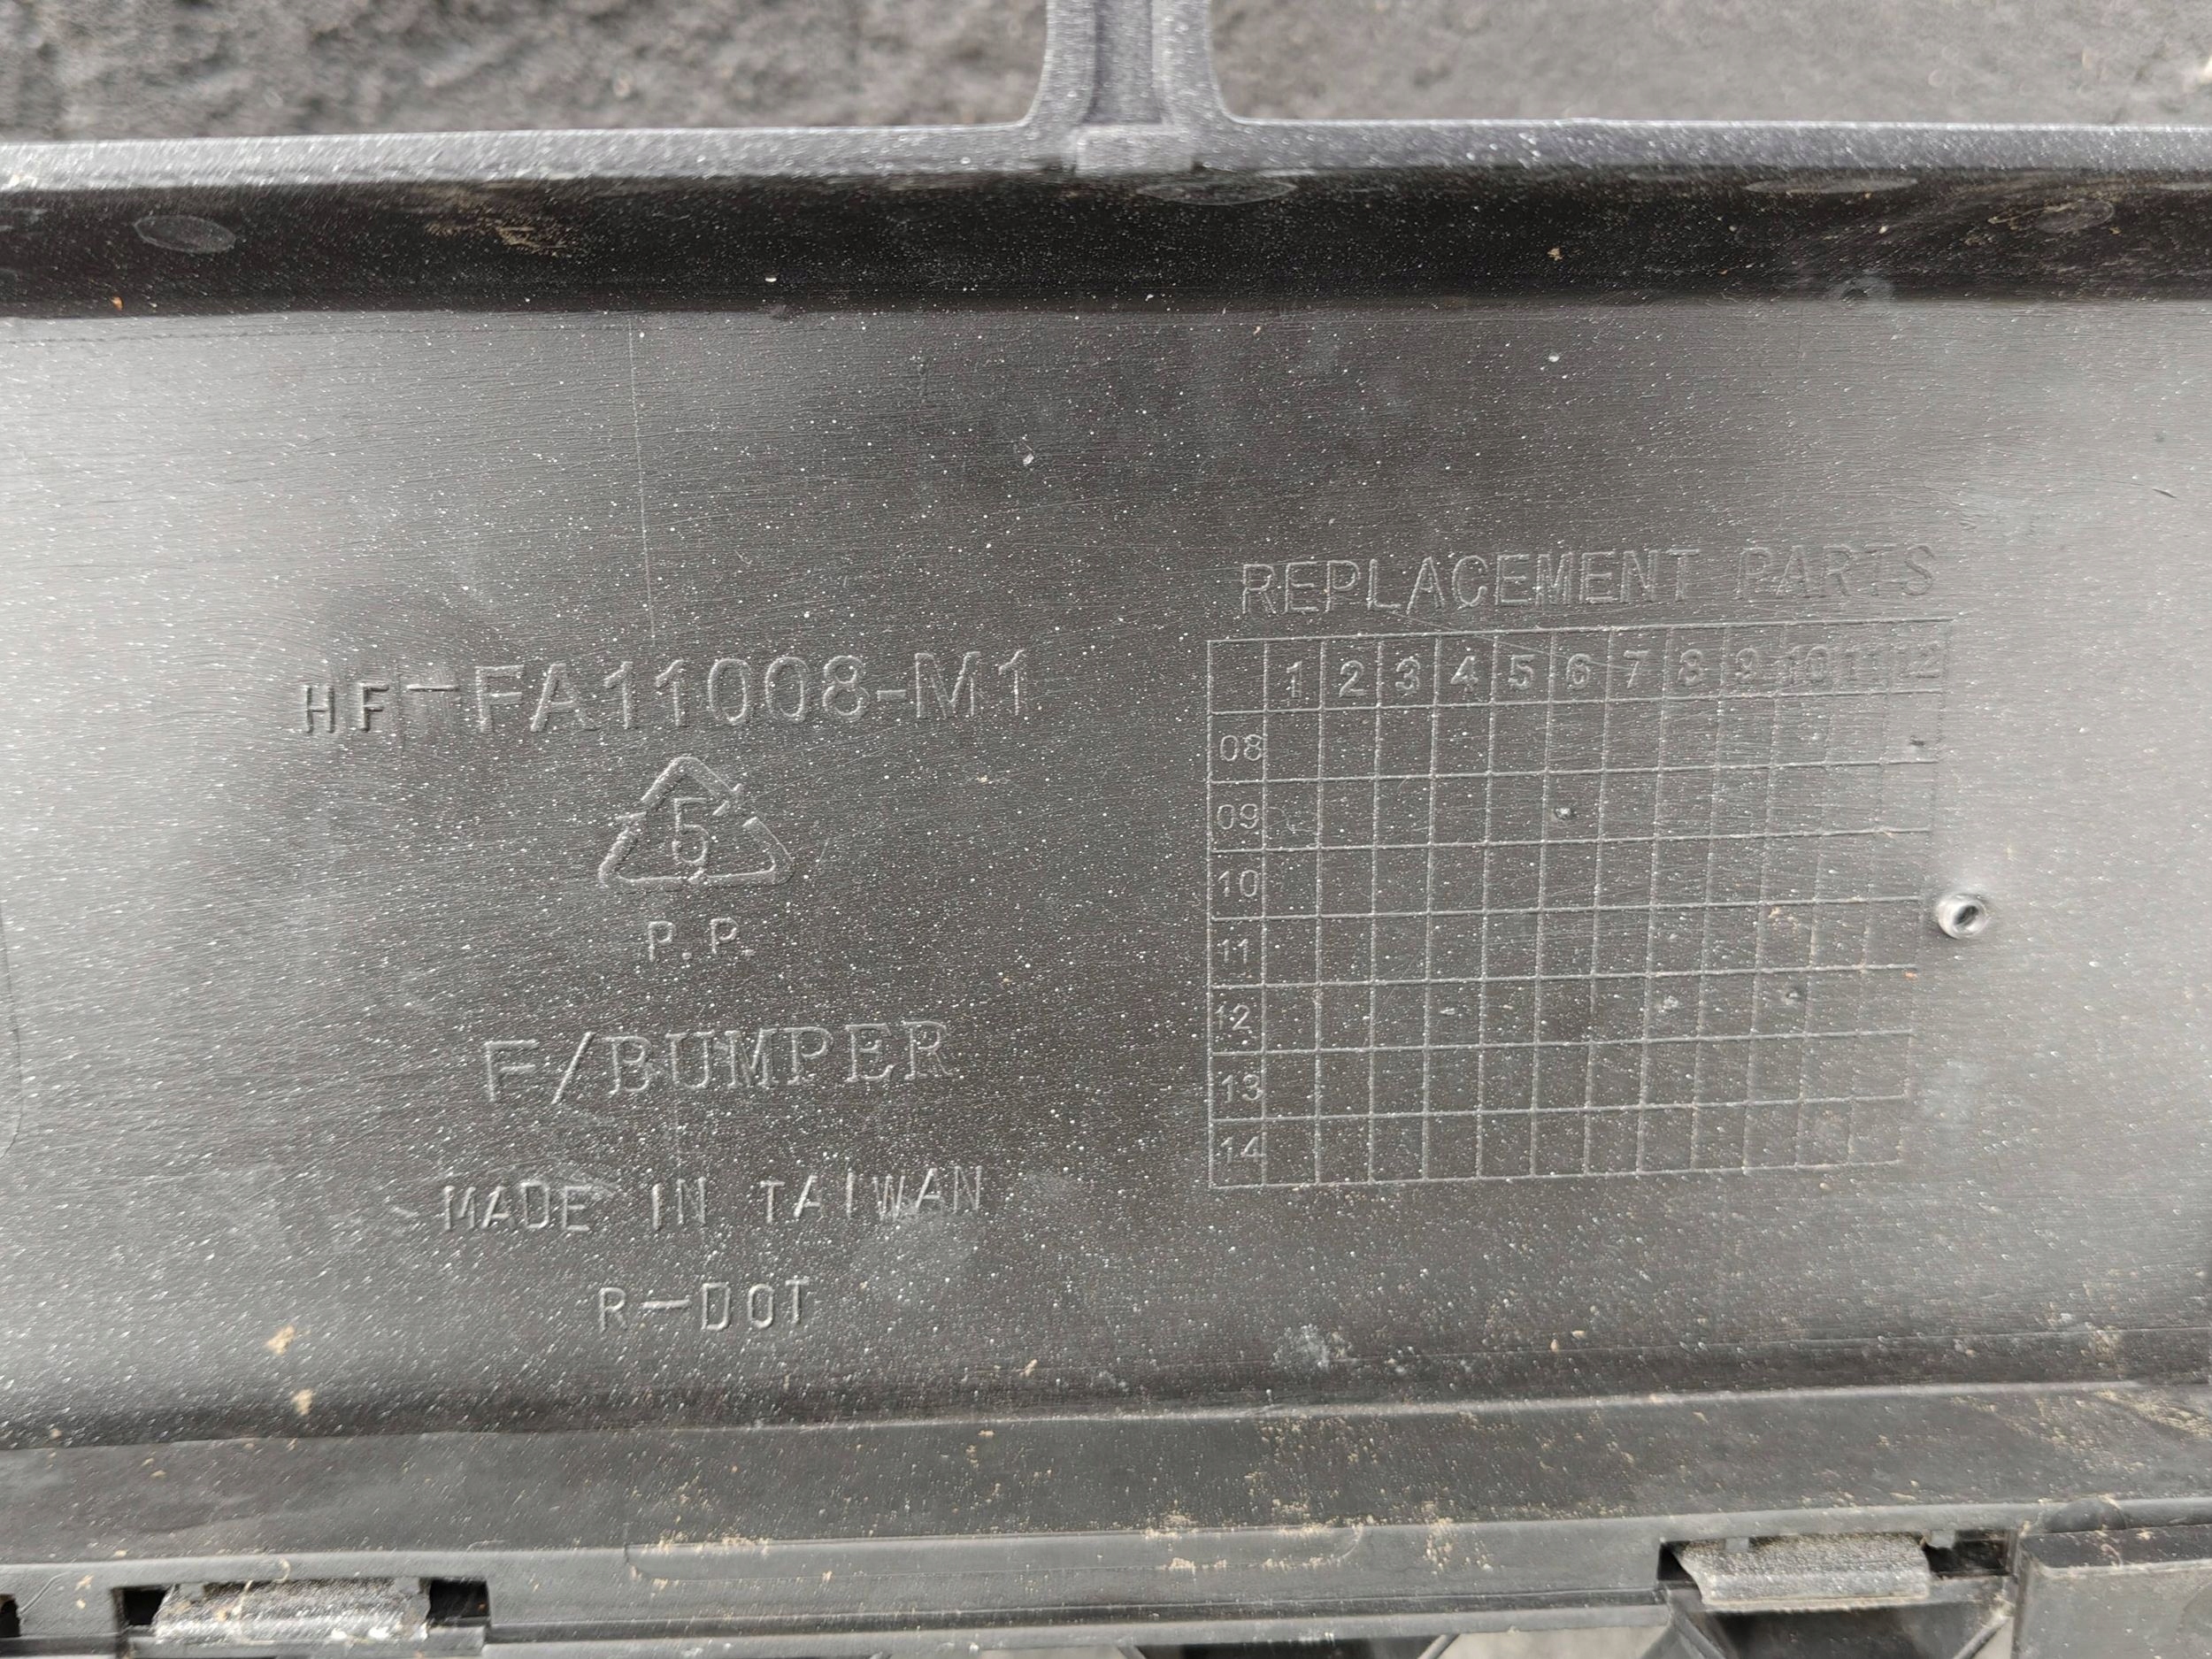 HF-FA11008-M1
5
P.P.
F/BUMPER
MADE IN TAIWAN
R-DOT
REPLACEMENT PARTS
1 2 3 4 5 6 7 8 9 10 11 12
08
09
10
11
12
13
14